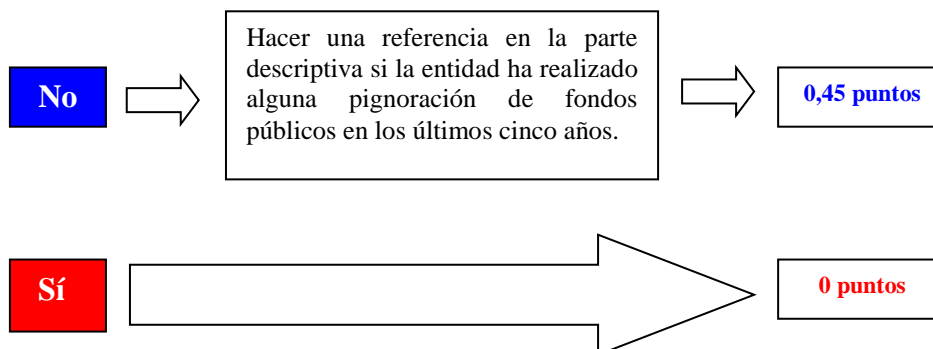 Hacer una referencia en la parte
descriptiva si la entidad ha realizado
alguna pignoración de fondos
públicos en los últimos cinco años.
No
0,45 puntos
Sí
0 puntos